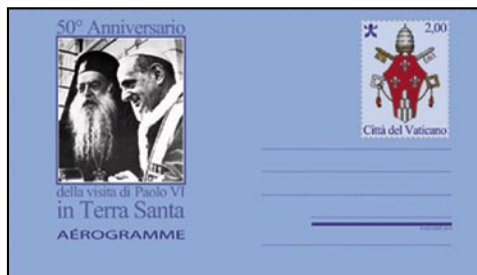 50° Anniversario
2,00
Città del Vaticano
della visita di Paolo VI
in Terra Santa
AÉROGRAMME